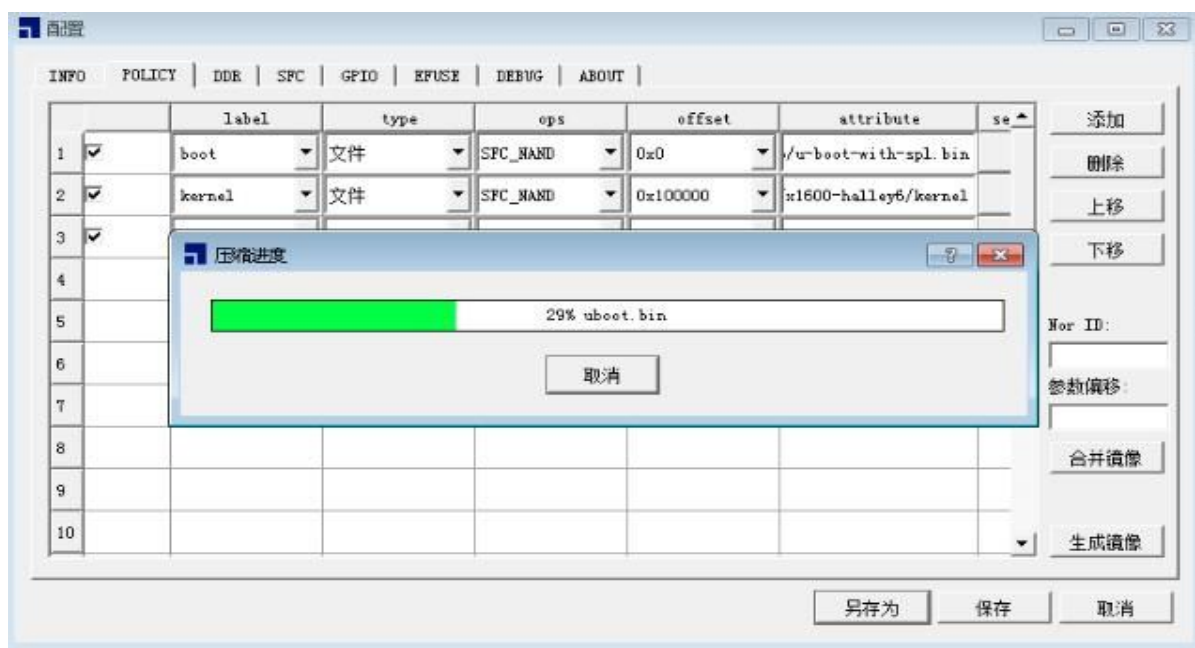 配置
INFO POLICY DDR SFC GPIO EFUSE DEBUG ABOUT
label type ops offset attribute se
1 boot 文件 SFC_NAND 0x0 /u-boot-with-spl.bin
2 kernel 文件 SFC_NAND 0x100000 x1600-halley6/kernel
3
4
5
6
7
8
9
10
压缩进度
29% uboot.bin
取消
添加
删除
上移
下移
Nor ID:
参数偏移:
合并镜像
生成镜像
另存为 保存 取消